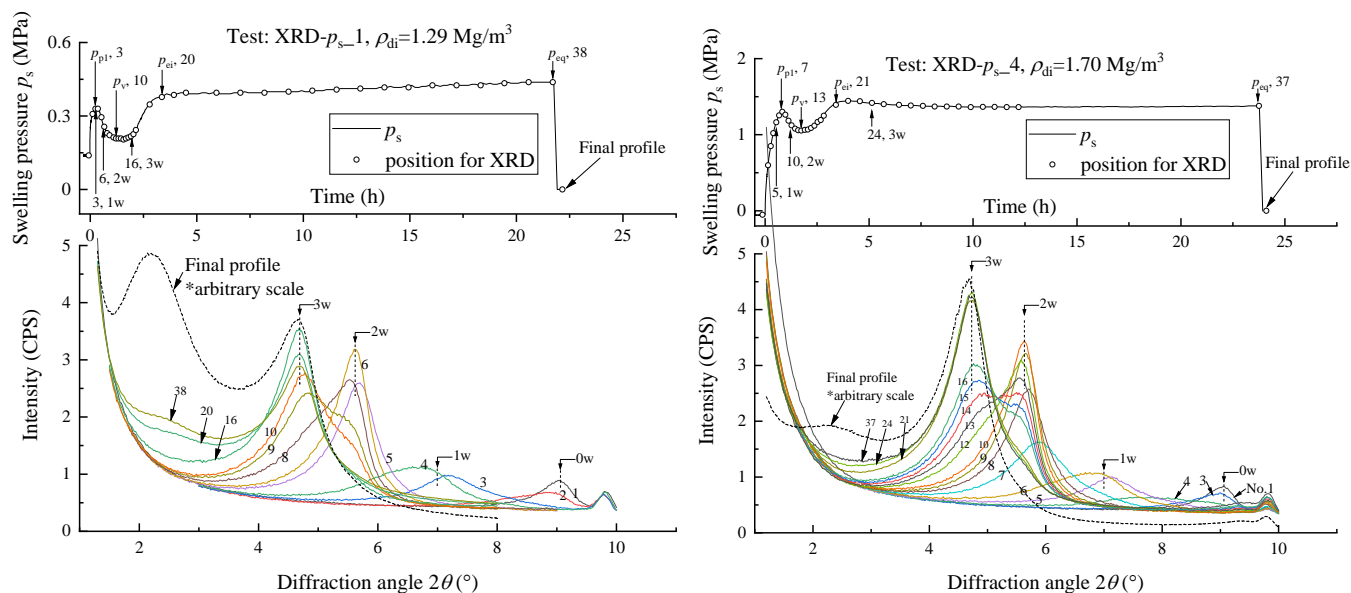 Test: XRD-pₛ_1, ρdi=1.29 Mg/m³
Swelling pressure pₛ (MPa)
0.6
0.3
0
pp1, 3
pv, 10
pei, 20
peq, 38
16, 3w
6, 2w
3, 1w
pₛ
position for XRD
Final profile
Time (h)
0 5 10 15 20 25
Intensity (CPS)
5
4
3
2
1
0
Final profile
*arbitrary scale
3w
2w
6
38
20
16
10
9
8
5
4
1w
3
0w
2
1
2 4 6 8 10
Diffraction angle 2θ (°)
Test: XRD-pₛ_4, ρdi=1.70 Mg/m³
Swelling pressure pₛ (MPa)
2
1
0
pp1, 7
pv, 13
pei, 21
peq, 37
24, 3w
10, 2w
5, 1w
pₛ
position for XRD
Final profile
Time (h)
0 5 10 15 20 25
Intensity (CPS)
5
4
3
2
1
0
3w
2w
Final profile
*arbitrary scale
37 24 21
16
15
14
13
12
10
9
8
7
6
5
1w
4
3
0w
No.1
2 4 6 8 10
Diffraction angle 2θ (°)